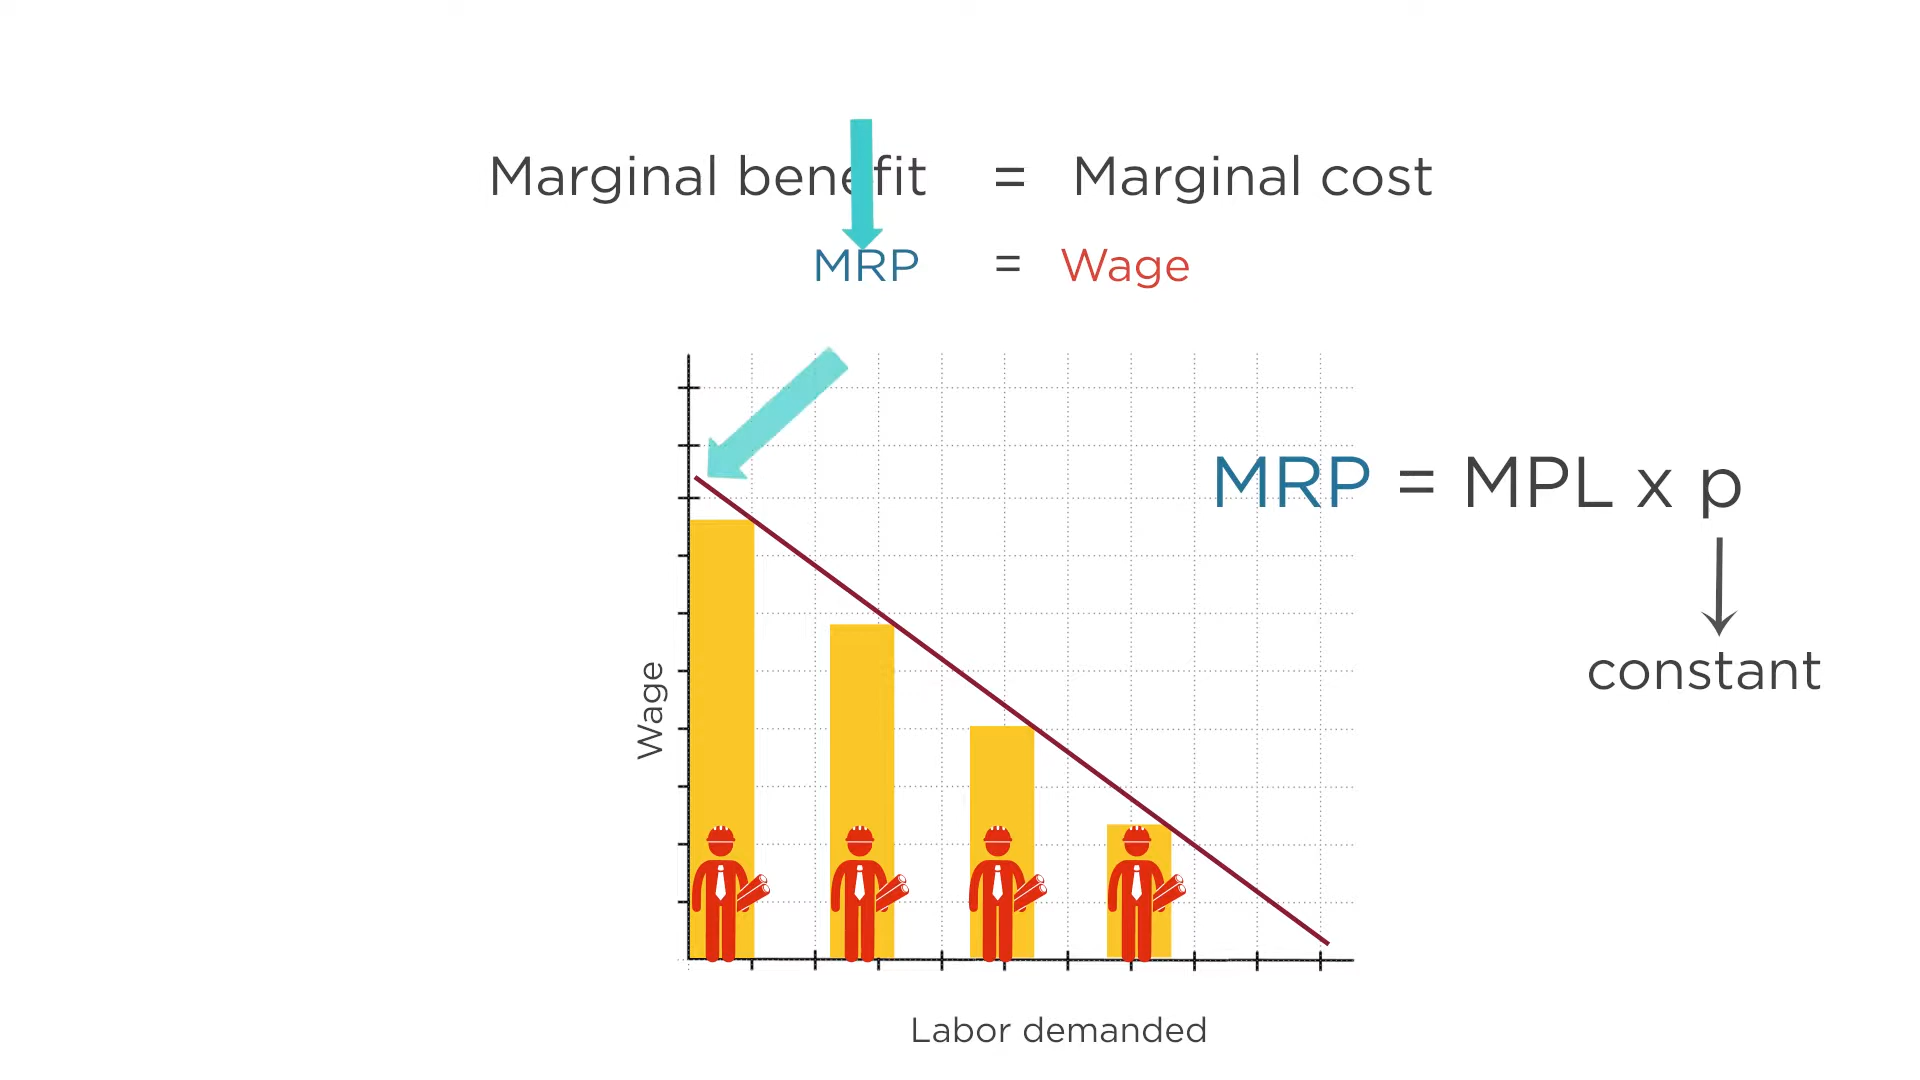 Marginal benefit = Marginal cost
MRP = Wage
MRP = MPL x p
constant
Wage
Labor demanded